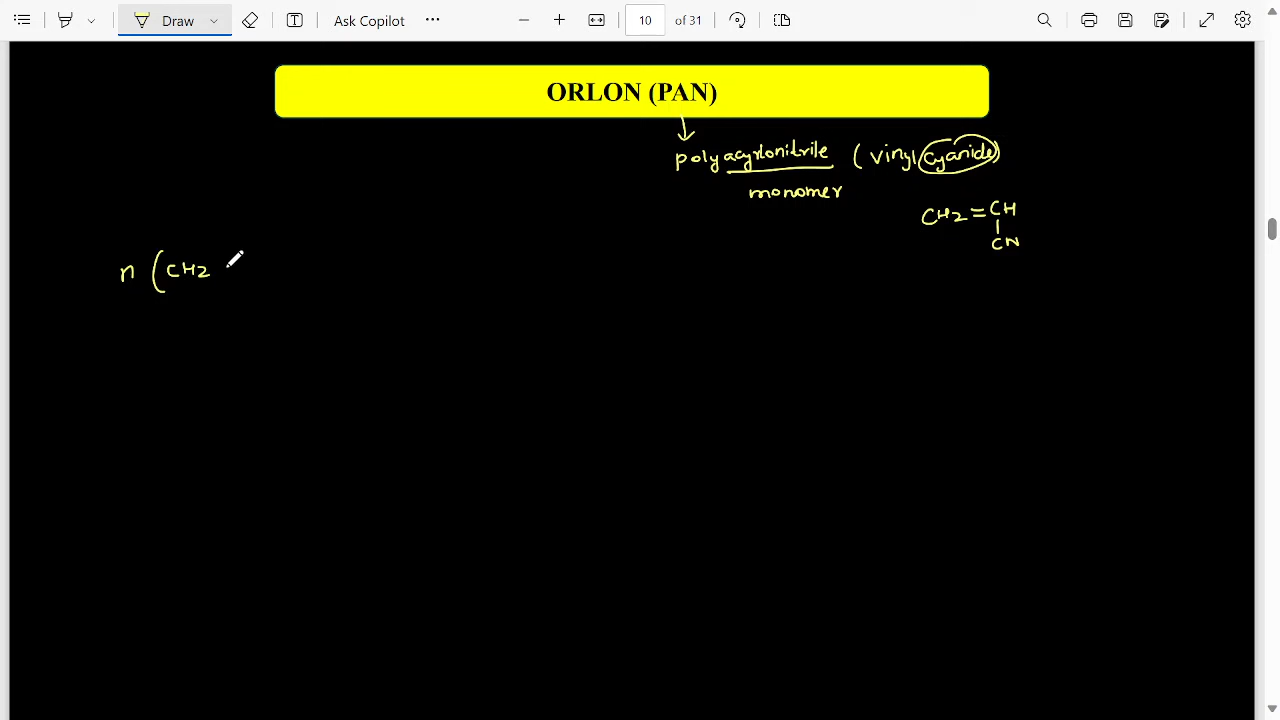 Draw
Ask Copilot
10 of 31
ORLON (PAN)
polyacrylonitrile (vinyl cyanide)
monomer
CH2=CH
CN
n (CH2